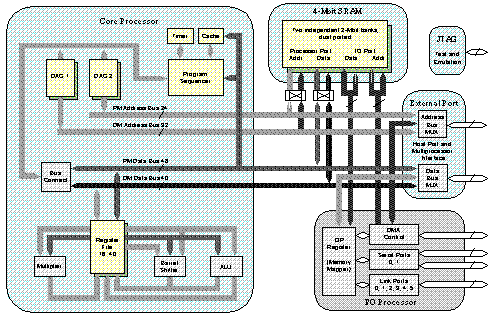 Core Processor
Timer
Cache
DAG 1
DAG 2
Program
Sequencer
PM Address Bus 24
DM Address Bus 32
PM Data Bus 48
DM Data Bus 40
Bus
Connect
Register
File
16 40
Multiplier
Barrel
Shifter
ALU
4-Mbit SRAM
Two independent 2-Mbit banks,
dual ported
Processor Port
Addr Data
I/O Port
Data Addr
JTAG
Test and
Emulation
External Port
Address
Bus
MUX
Host Port and
Multiprocessor
Interface
Data
Bus
MUX
IOP
Register
(Memory
Mapper)
DMA
Control
Serial Ports
0, 1
Link Ports
0, 1, 2, 3, 4, 5
I/O Processor